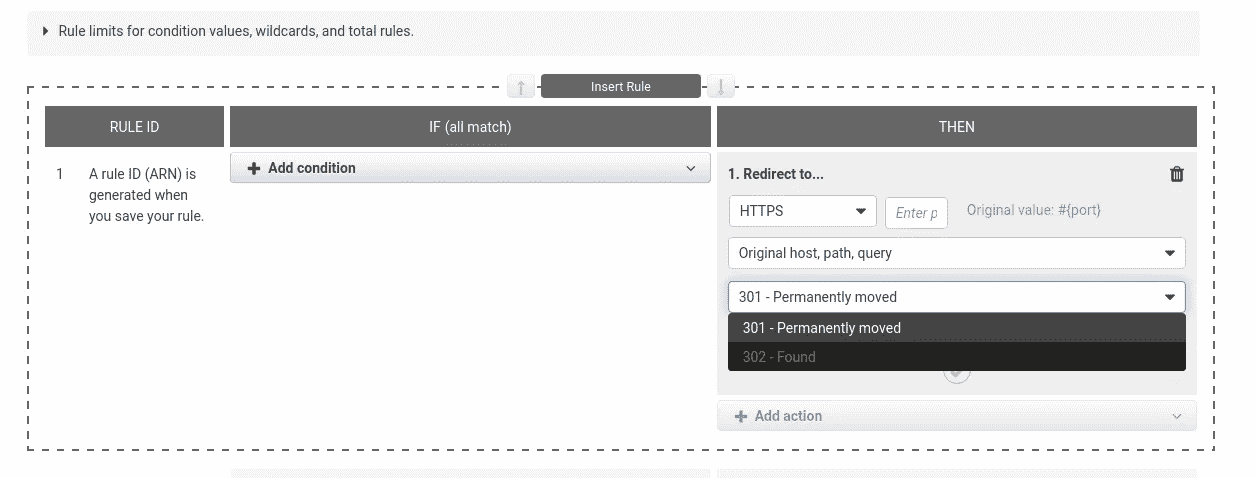 Rule limits for condition values, wildcards, and total rules.
Insert Rule
RULE ID
IF (all match)
THEN
1
A rule ID (ARN) is
generated when
you save your rule.
Add condition
1. Redirect to...
HTTPS
Enter p
Original value: #{port}
Original host, path, query
301 - Permanently moved
301 - Permanently moved
302 - Found
Add action